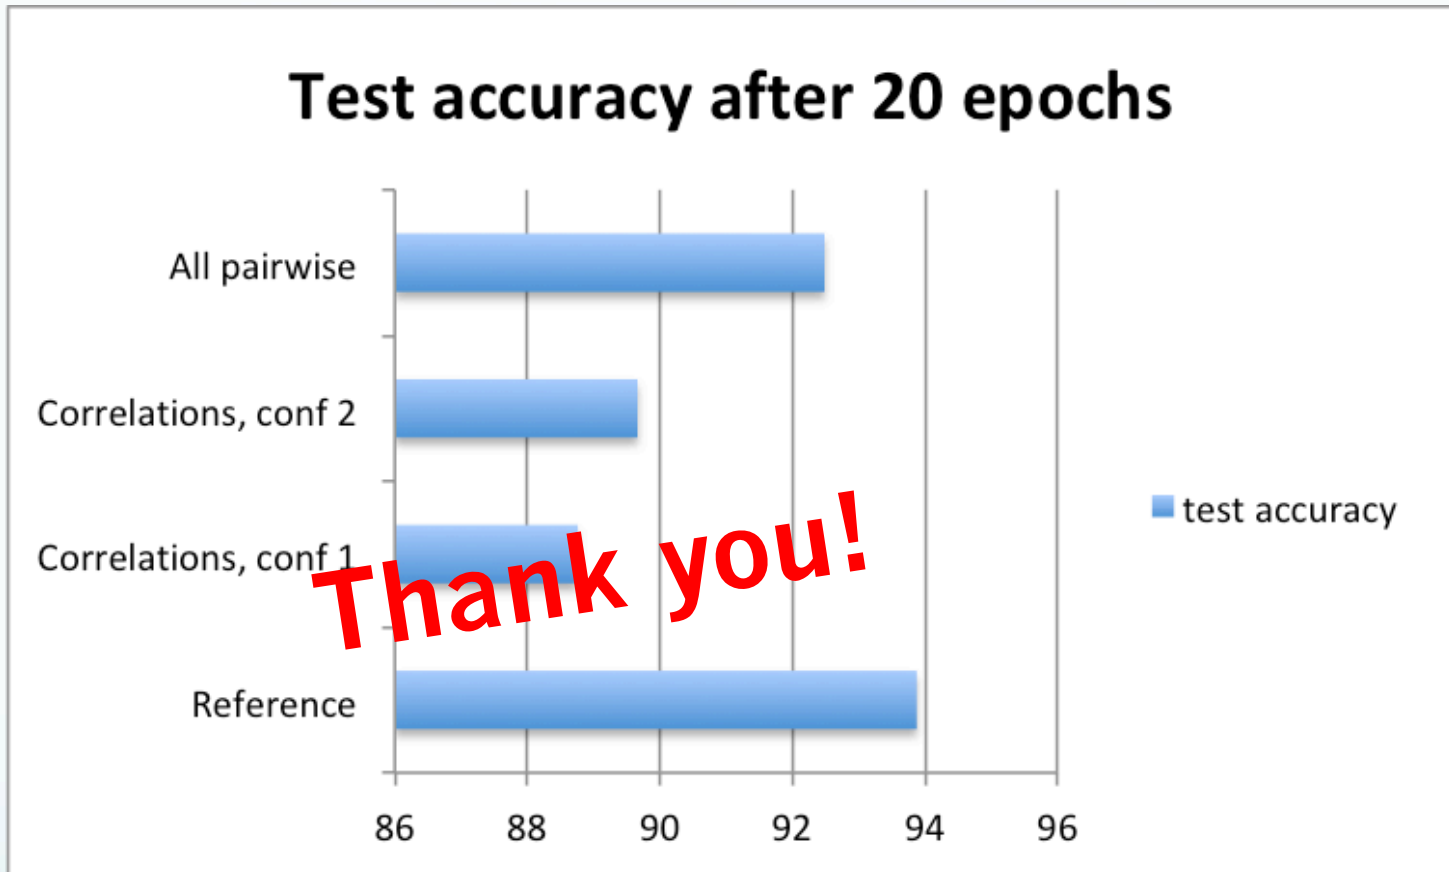 Test accuracy after 20 epochs
All pairwise
Correlations, conf 2
Correlations, conf 1
Thank you!
Reference
test accuracy
86 88 90 92 94 96